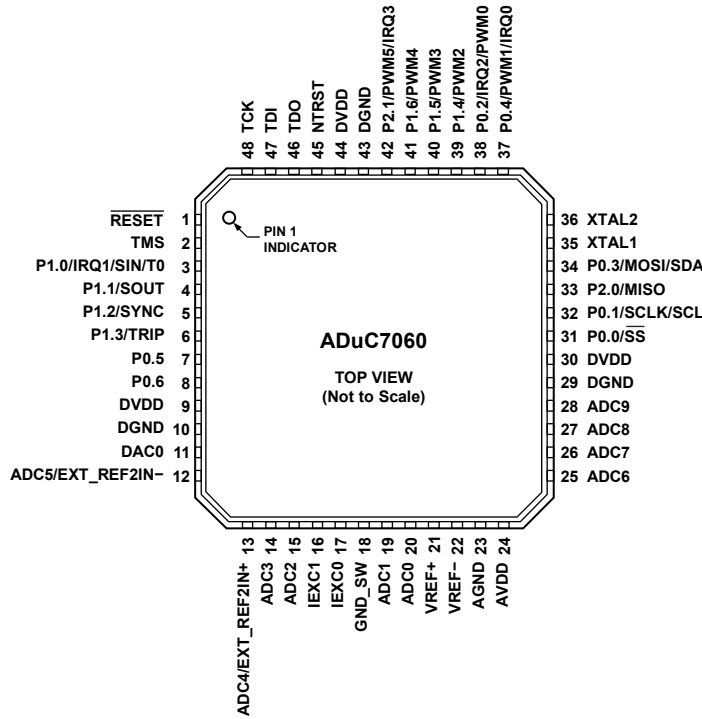 48 TCK
47 TDI
46 TDO
45 NTRST
44 DVDD
43 DGND
42 P2.1/PWM5/IRQ3
41 P1.6/PWM4
40 P1.5/PWM3
39 P1.4/PWM2
38 P0.2/IRQ2/PWM0
37 P0.4/PWM1/IRQ0
RESET 1
TMS 2
P1.0/IRQ1/SIN/T0 3
P1.1/SOUT 4
P1.2/SYNC 5
P1.3/TRIP 6
P0.5 7
P0.6 8
DVDD 9
DGND 10
DAC0 11
ADC5/EXT_REF2IN− 12
PIN 1
INDICATOR
ADuC7060
TOP VIEW
(Not to Scale)
36 XTAL2
35 XTAL1
34 P0.3/MOSI/SDA
33 P2.0/MISO
32 P0.1/SCLK/SCL
31 P0.0/SS
30 DVDD
29 DGND
28 ADC9
27 ADC8
26 ADC7
25 ADC6
ADC4/EXT_REF2IN+ 13
ADC3 14
ADC2 15
IEXC1 16
IEXC0 17
GND_SW 18
ADC1 19
ADC0 20
VREF+ 21
VREF− 22
AGND 23
AVDD 24